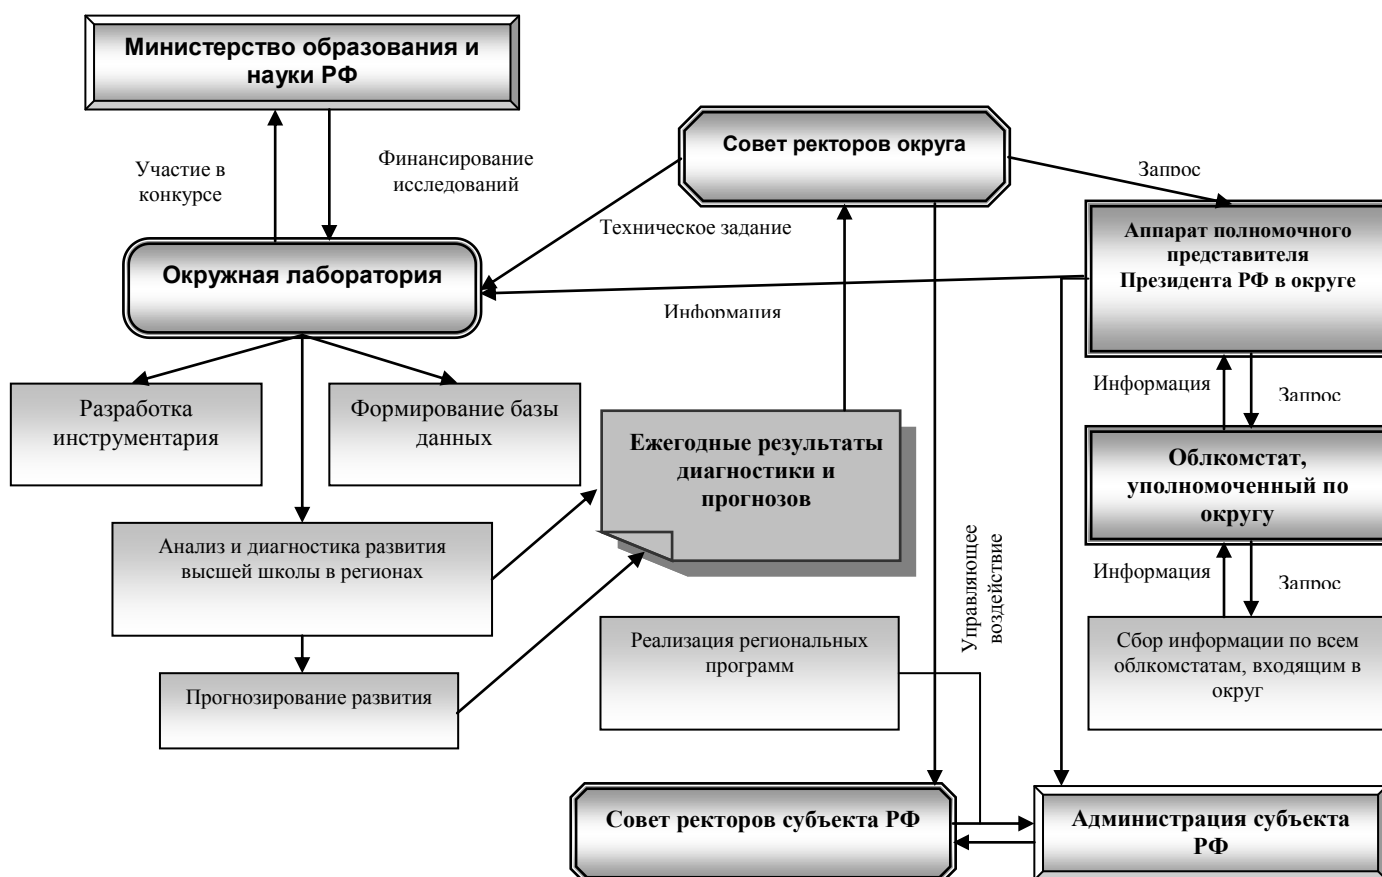 Министерство образования и
науки РФ
Участие в
конкурсе
Финансирование
исследований
Совет ректоров округа
Запрос
Техническое задание
Аппарат полномочного
представителя
Президента РФ в округе
Окружная лаборатория
Информация
Информация
Запрос
Разработка
инструментария
Формирование базы
данных
Ежегодные результаты
диагностики и
прогнозов
Облкомстат,
уполномоченный по
округу
Анализ и диагностика развития
высшей школы в регионах
Управляющее
воздействие
Информация
Запрос
Реализация региональных
программ
Сбор информации по всем
облкомстатам, входящим в
округ
Прогнозирование развития
Совет ректоров субъекта РФ
Администрация субъекта
РФ